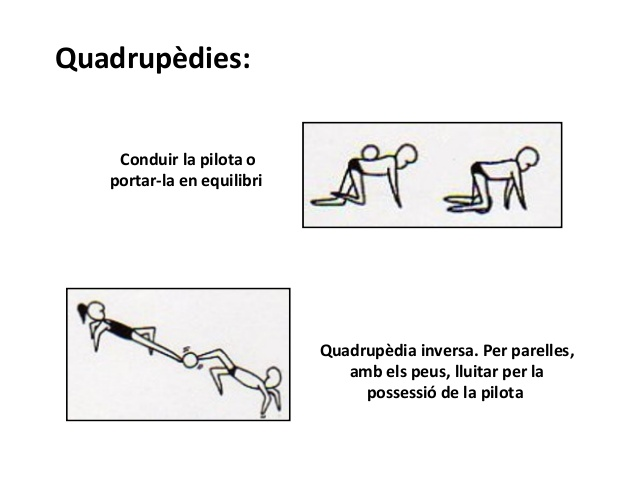 Quadrupèdies:
Conduir la pilota o
portar-la en equilibri
Quadrupèdia inversa. Per parelles,
amb els peus, lluitar per la
possessió de la pilota